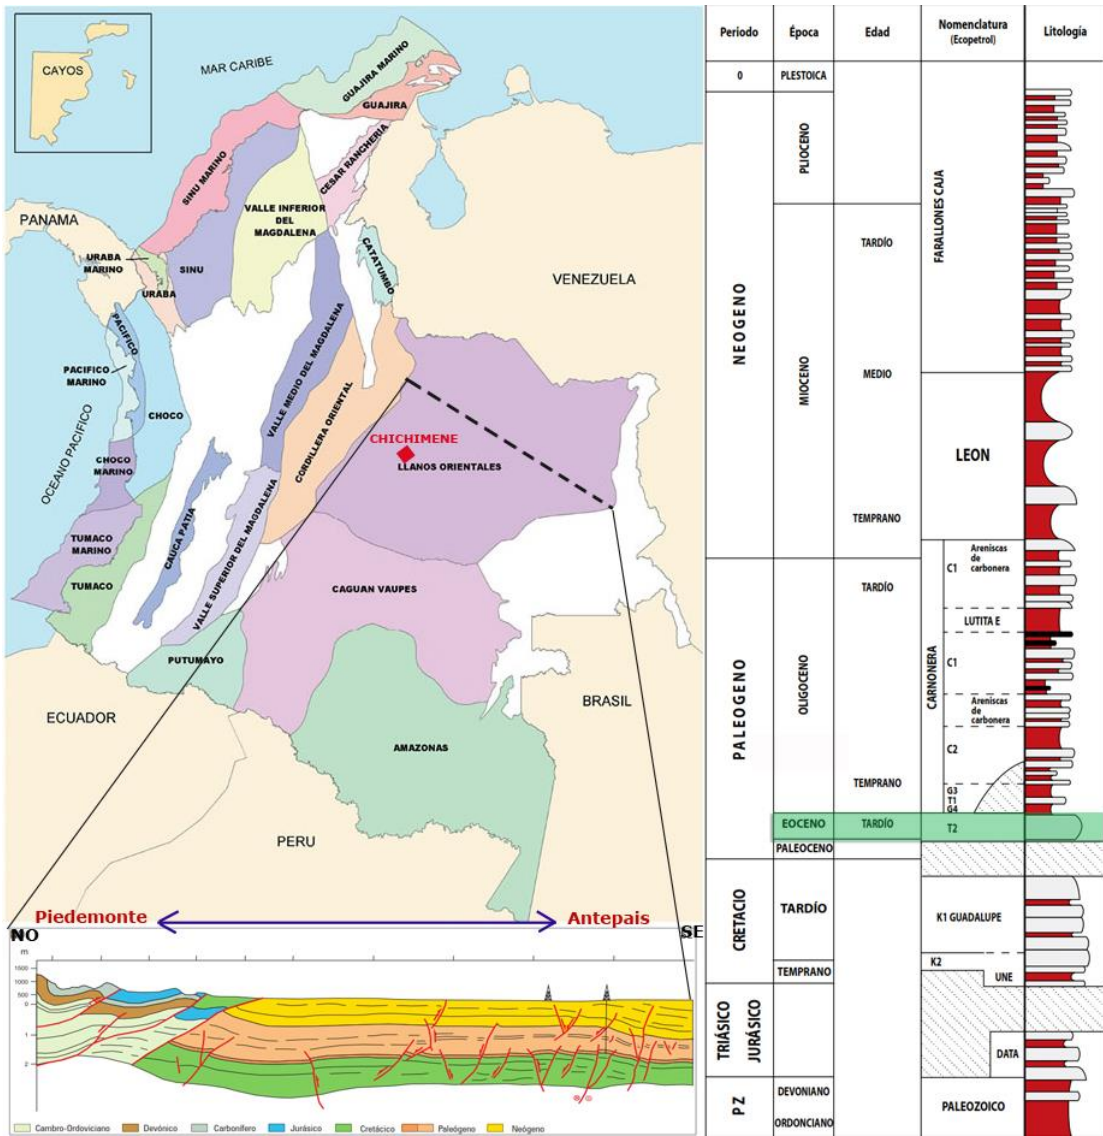 CAYOS
MAR CARIBE
GUAJIRA MARINO
GUAJIRA
SINU MARINO
CESAR RANCHERIA
PANAMA
VALLE INFERIOR
DEL
MAGDALENA
URABA
MARINO
SINU
CATATUMBO
VENEZUELA
URABA
PACIFICO
PACIFICO
MARINO
VALLE MEDIO DEL MAGDALENA
CHOCO
CORDILLERA ORIENTAL
OCEANO PACIFICO
CHICHIMENE
LLANOS ORIENTALES
CHOCO
MARINO
CAUCA PATIA
VALLE SUPERIOR DEL MAGDALENA
TUMACO
MARINO
TUMACO
CAGUAN VAUPES
PUTUMAYO
ECUADOR
BRASIL
AMAZONAS
PERU
Piedemonte
Antepais
NO
SE
m
1500
1000
500
0
1
2
Cambro-Ordoviciano
Devónico
Carbonífero
Jurásico
Cretácico
Paleógeno
Neógeno
Periodo
Época
Edad
Nomenclatura
(Ecopetrol)
Litología
0
PLESTOICA
NEOGENO
PLIOCENO
MIOCENO
TARDÍO
MEDIO
TEMPRANO
FARALLONES CAJA
LEON
PALEOGENO
OLIGOCENO
TARDÍO
TEMPRANO
CARNONERA
C1
Areniscas
de
carbonera
LUTITA E
C1
Areniscas
de
carbonera
C2
G3
T1
G4
EOCENO
TARDÍO
T2
PALEOCENO
CRETACIO
TARDÍO
K1 GUADALUPE
TEMPRANO
K2
UNE
TRIÁSICO
JURÁSICO
DATA
PZ
DEVONIANO
ORDONCIANO
PALEOZOICO